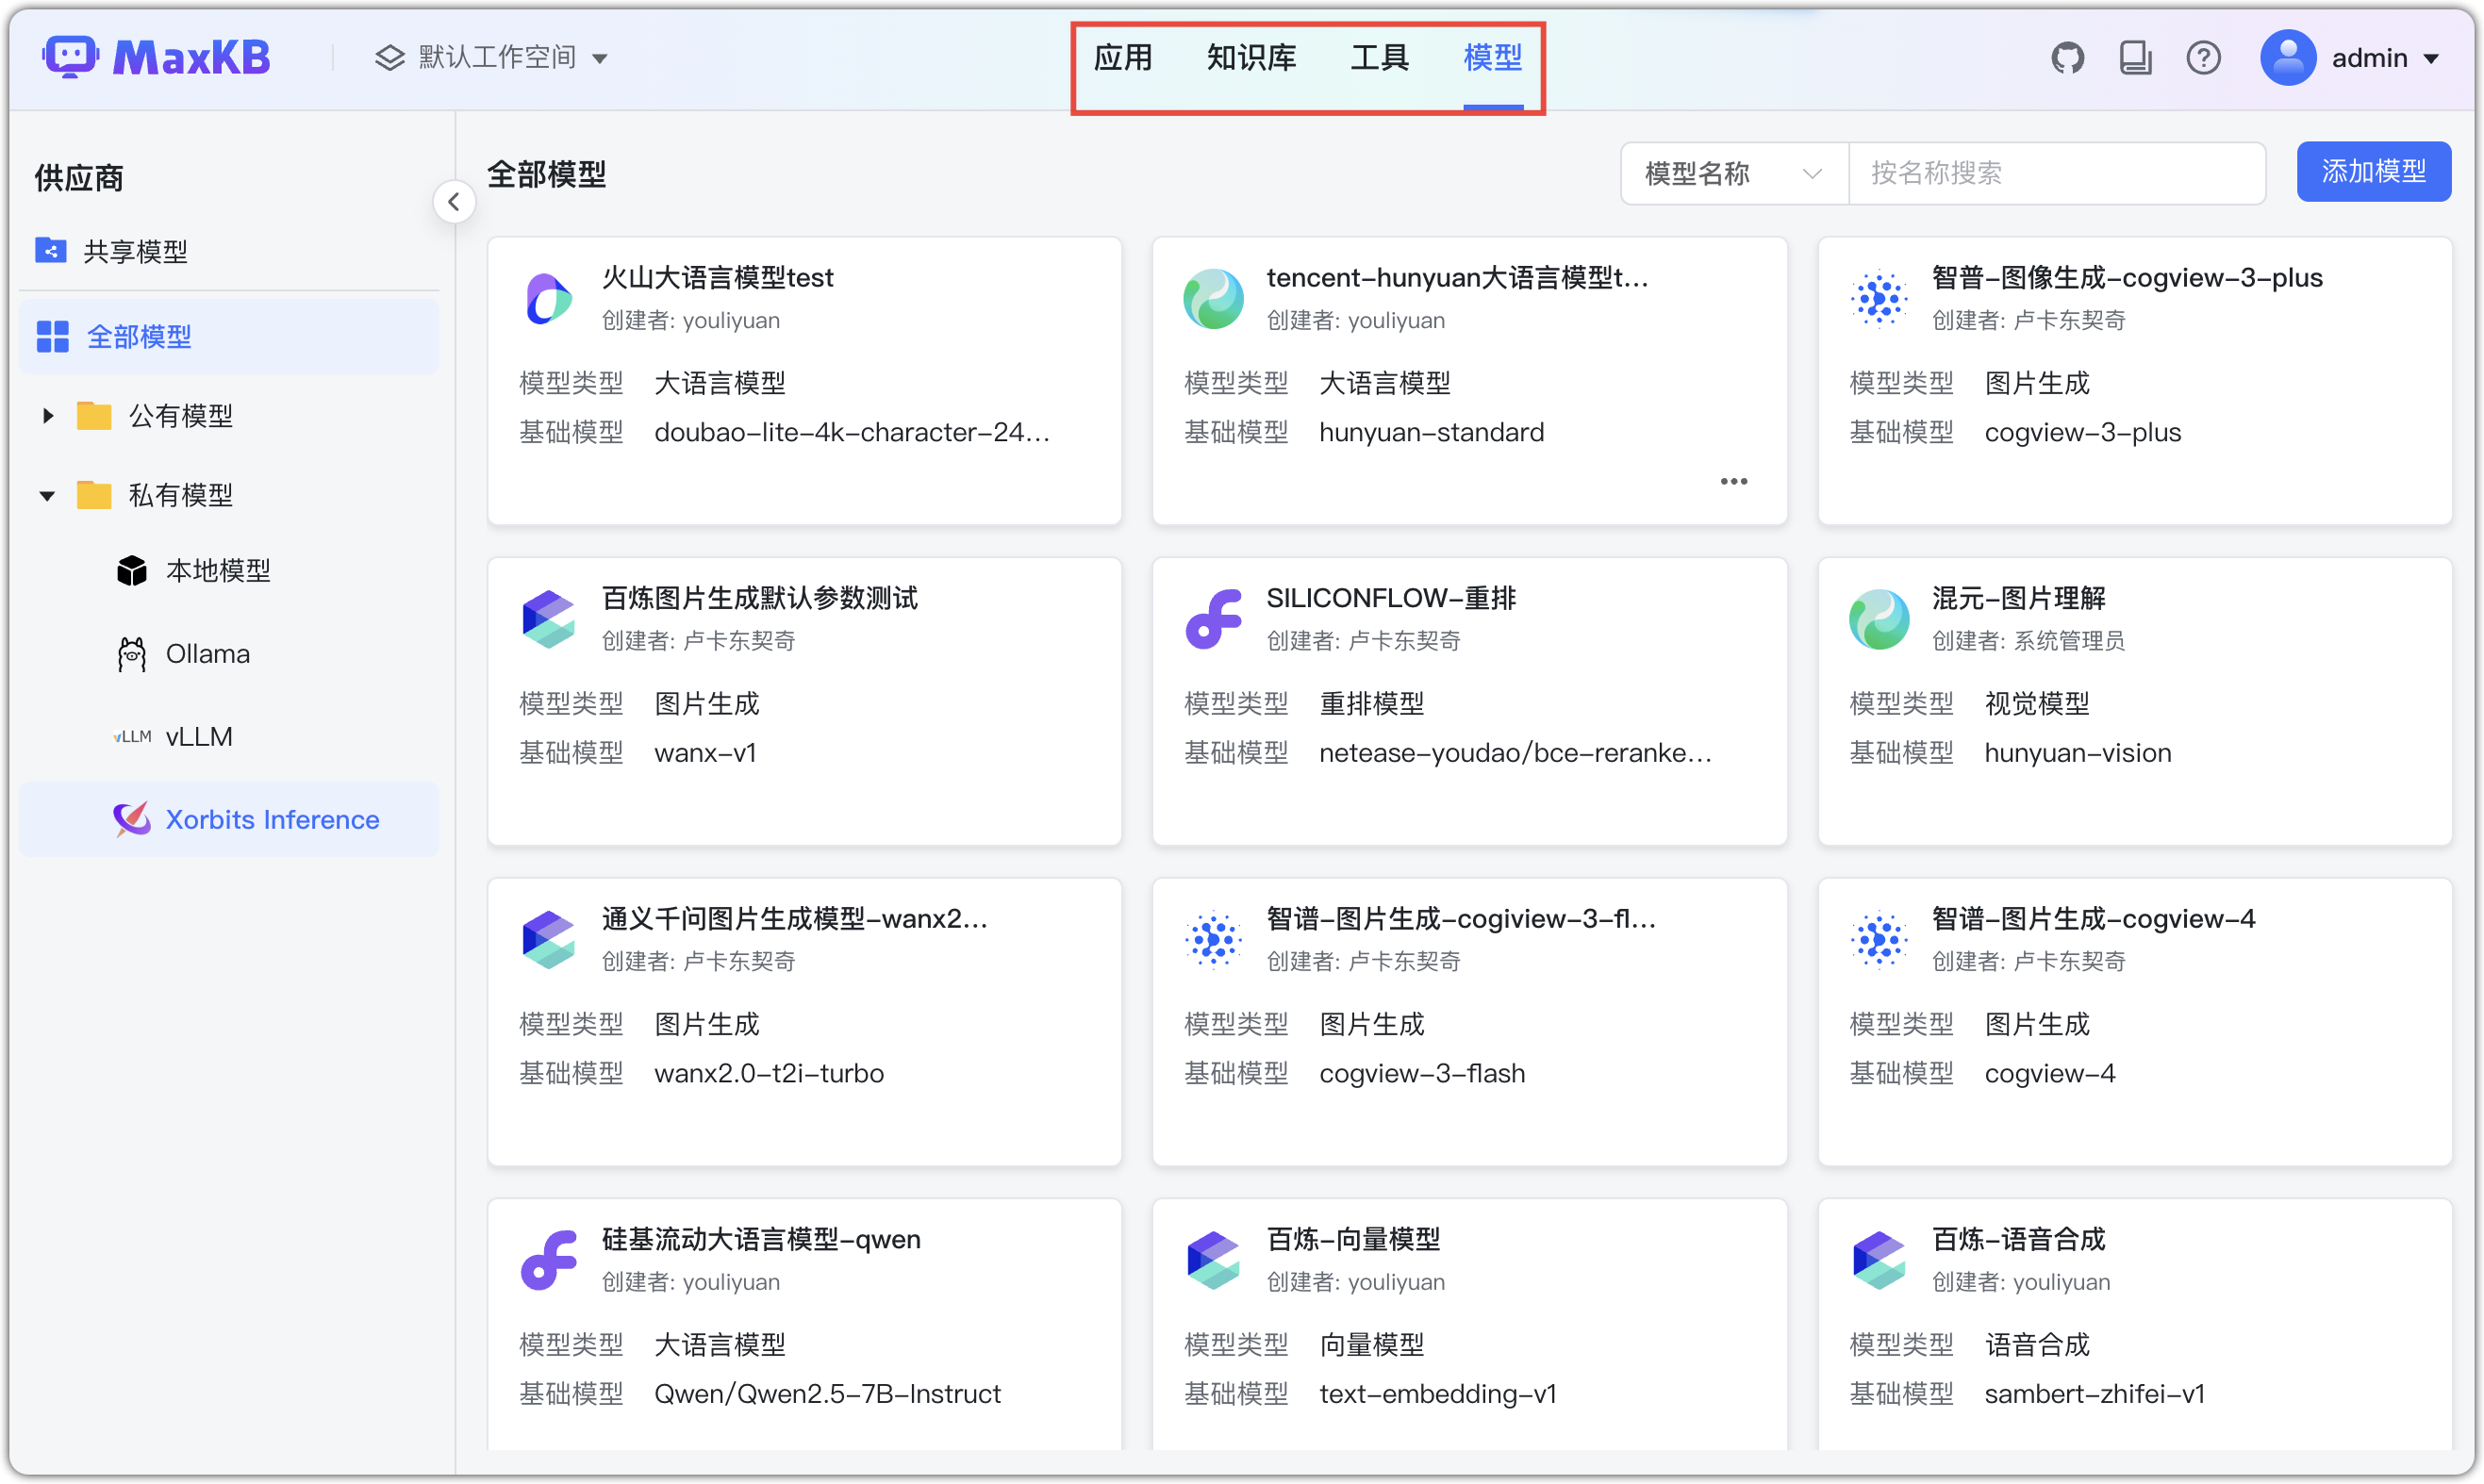 MaxKB
默认工作空间
应用 知识库 工具 模型
admin
供应商
共享模型
全部模型
公有模型
私有模型
本地模型
Ollama
vLLM vLLM
Xorbits Inference
全部模型
模型名称 按名称搜索 添加模型
火山大语言模型test
创建者: youliyuan
模型类型 大语言模型
基础模型 doubao-lite-4k-character-24...
tencent-hunyuan大语言模型t...
创建者: youliyuan
模型类型 大语言模型
基础模型 hunyuan-standard
智普-图像生成-cogview-3-plus
创建者: 卢卡东契奇
模型类型 图片生成
基础模型 cogview-3-plus
百炼图片生成默认参数测试
创建者: 卢卡东契奇
模型类型 图片生成
基础模型 wanx-v1
SILICONFLOW-重排
创建者: 卢卡东契奇
模型类型 重排模型
基础模型 netease-youdao/bce-reranke...
混元-图片理解
创建者: 系统管理员
模型类型 视觉模型
基础模型 hunyuan-vision
通义千问图片生成模型-wanx2...
创建者: 卢卡东契奇
模型类型 图片生成
基础模型 wanx2.0-t2i-turbo
智谱-图片生成-cogiview-3-fl...
创建者: 卢卡东契奇
模型类型 图片生成
基础模型 cogview-3-flash
智谱-图片生成-cogview-4
创建者: 卢卡东契奇
模型类型 图片生成
基础模型 cogview-4
硅基流动大语言模型-qwen
创建者: youliyuan
模型类型 大语言模型
基础模型 Qwen/Qwen2.5-7B-Instruct
百炼-向量模型
创建者: youliyuan
模型类型 向量模型
基础模型 text-embedding-v1
百炼-语音合成
创建者: youliyuan
模型类型 语音合成
基础模型 sambert-zhifei-v1